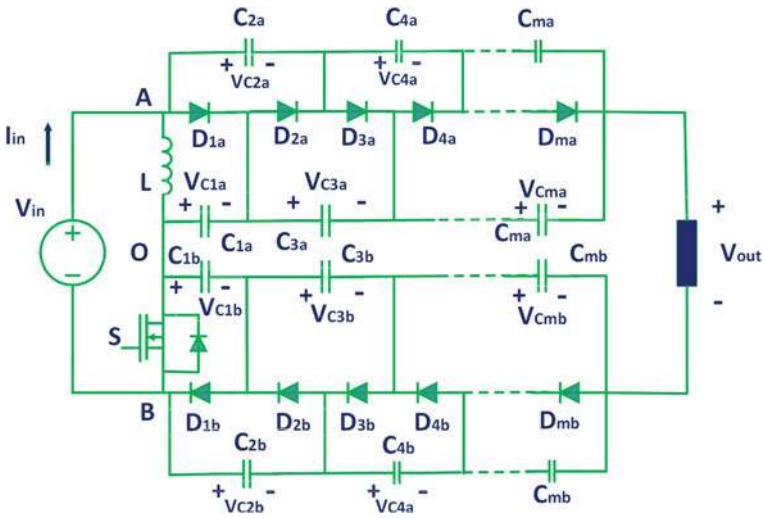 C2a C4a Cma
+ - + -
VC2a VC4a
A
D1a D2a D3a D4a Dma
Iin
L VC1a VC3a VCma
+ - + - + -
Vin
+ C1a C3a Cma +
O C1b C3b Cmb Vout
- + - + - + - -
VC1b VC3b VCmb
S
B
D1b D2b D3b D4b Dmb
C2b C4b
+ - + - Cmb
VC2b VC4a